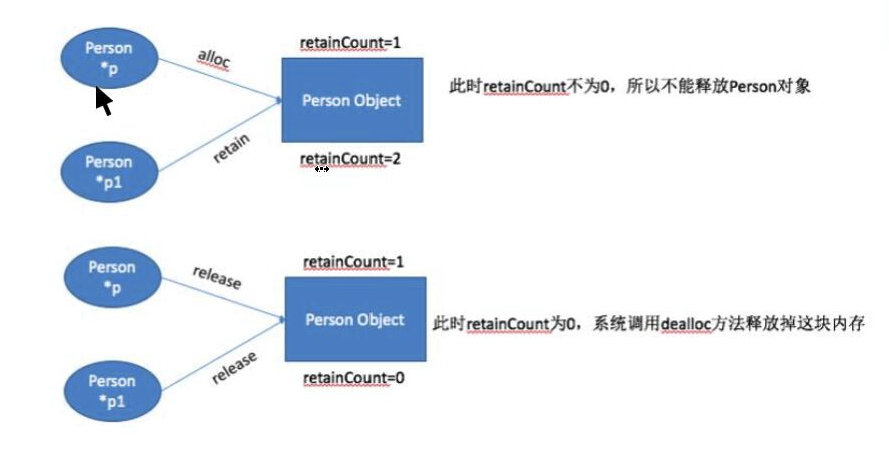 Person
*p
alloc
retainCount=1
Person Object
此时retainCount不为0，所以不能释放Person对象
retain
retainCount=2
Person
*p1
Person
*p
release
retainCount=1
Person Object
此时retainCount为0，系统调用dealloc方法释放掉这块内存
release
retainCount=0
Person
*p1